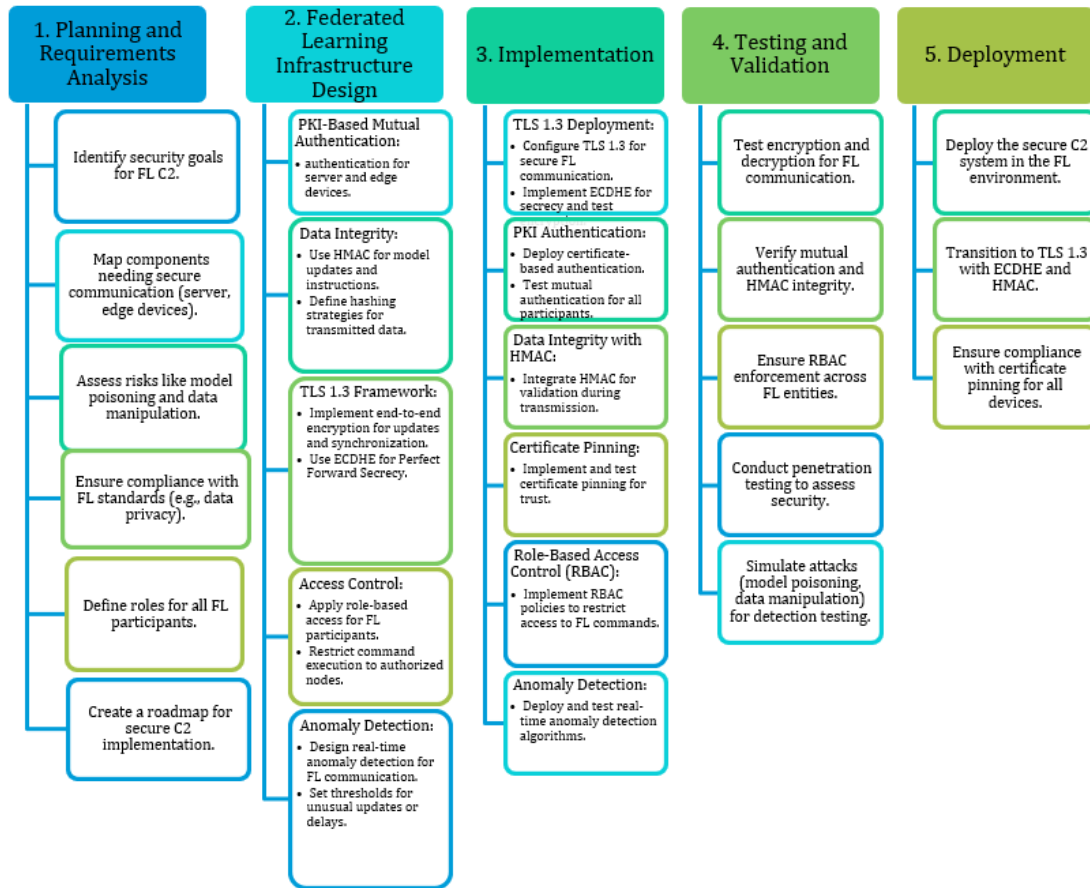 1. Planning and
Requirements
Analysis
Identify security goals
for FL C2.
Map components
needing secure
communication (server,
edge devices).
Assess risks like model
poisoning and data
manipulation.
Ensure compliance with
FL standards (e.g., data
privacy).
Define roles for all FL
participants.
Create a roadmap for
secure C2
implementation.
2. Federated
Learning
Infrastructure
Design
PKI-Based Mutual
Authentication:
• authentication for
server and edge
devices.
Data Integrity:
• Use HMAC for model
updates and
instructions.
• Define hashing
strategies for
transmitted data.
TLS 1.3 Framework:
• Implement end-to-end
encryption for updates
and synchronization.
• Use ECDHE for Perfect
Forward Secrecy.
Access Control:
• Apply role-based
access for FL
participants.
• Restrict command
execution to authorized
nodes.
Anomaly Detection:
• Design real-time
anomaly detection for
FL communication.
• Set thresholds for
unusual updates or
delays.
3. Implementation
TLS 1.3 Deployment:
• Configure TLS 1.3 for
secure FL
communication.
• Implement ECDHE for
secrecy and test
PKI Authentication:
• Deploy certificate-
based authentication.
• Test mutual
authentication for all
participants.
Data Integrity with
HMAC:
• Integrate HMAC for
validation during
transmission.
Certificate Pinning:
• Implement and test
certificate pinning for
trust.
Role-Based Access
Control (RBAC):
• Implement RBAC
policies to restrict
access to FL commands.
Anomaly Detection:
• Deploy and test real-
time anomaly detection
algorithms.
4. Testing and
Validation
Test encryption and
decryption for FL
communication.
Verify mutual
authentication and
HMAC integrity.
Ensure RBAC
enforcement across
FL entities.
Conduct penetration
testing to assess
security.
Simulate attacks
(model poisoning,
data manipulation)
for detection testing.
5. Deployment
Deploy the secure C2
system in the FL
environment.
Transition to TLS 1.3
with ECDHE and
HMAC.
Ensure compliance
with certificate
pinning for all
devices.